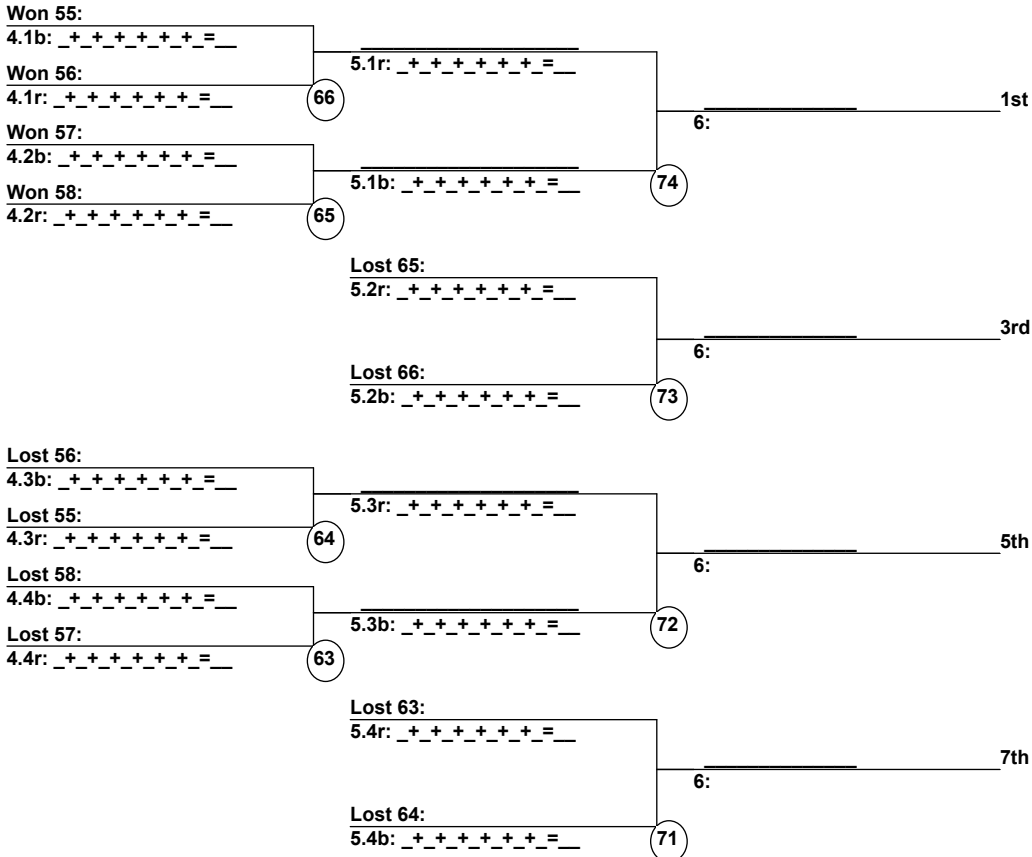 Won 55:
4.1b: _+_+_+_+_+_=__
5.1r: _+_+_+_+_+_=__
Won 56:
4.1r: _+_+_+_+_+_=__
66
1st
6:
Won 57:
4.2b: _+_+_+_+_+_=__
5.1b: _+_+_+_+_+_=__
74
Won 58:
4.2r: _+_+_+_+_+_=__
65
Lost 65:
5.2r: _+_+_+_+_+_=__
3rd
6:
Lost 66:
5.2b: _+_+_+_+_+_=__
73
Lost 56:
4.3b: _+_+_+_+_+_=__
5.3r: _+_+_+_+_+_=__
Lost 55:
4.3r: _+_+_+_+_+_=__
64
5th
6:
Lost 58:
4.4b: _+_+_+_+_+_=__
5.3b: _+_+_+_+_+_=__
72
Lost 57:
4.4r: _+_+_+_+_+_=__
63
Lost 63:
5.4r: _+_+_+_+_+_=__
7th
6:
Lost 64:
5.4b: _+_+_+_+_+_=__
71